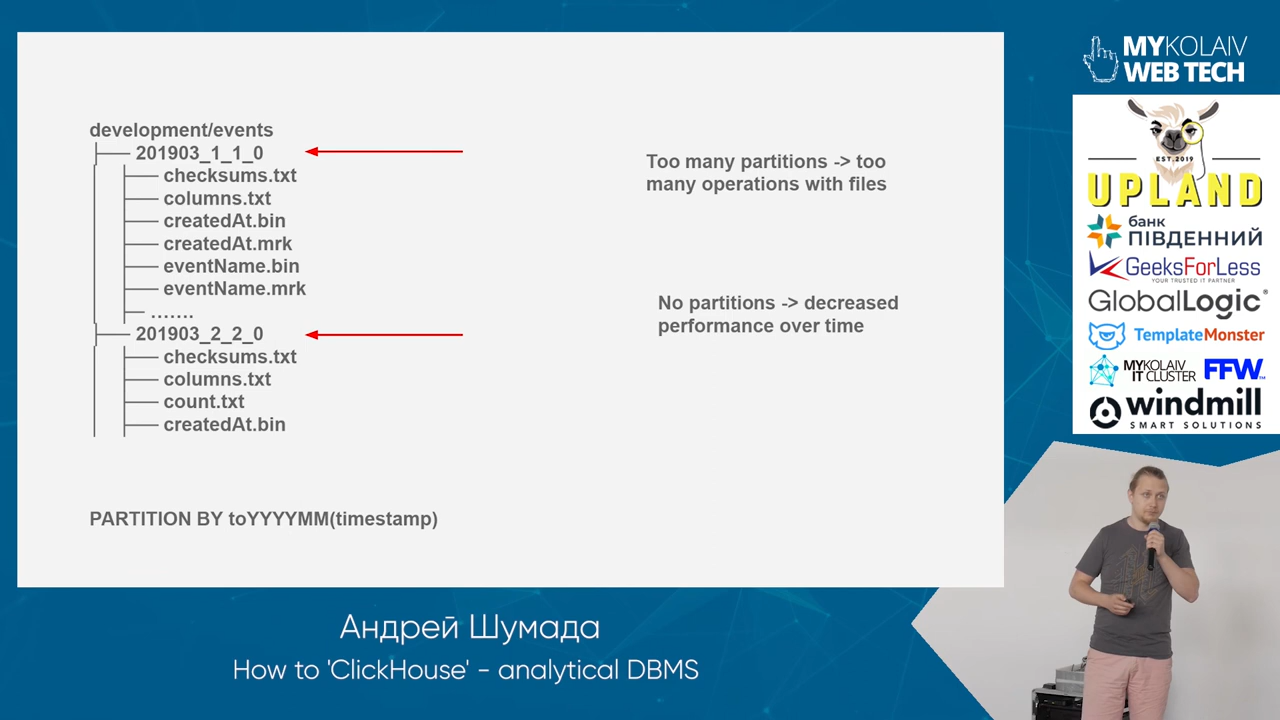 development/events
201903_1_1_0
checksums.txt
columns.txt
createdAt.bin
createdAt.mrk
eventName.bin
eventName.mrk
.......
201903_2_2_0
checksums.txt
columns.txt
count.txt
createdAt.bin
PARTITION BY toYYYYMM(timestamp)
Too many partitions -> too
many operations with files
No partitions -> decreased
performance over time
MYKOLAIV
WEB TECH
EST.2019
UPLAND
банк
ПІВДЕННИЙ
GeeksForLess
YOUR TRUSTED IT PARTNER
GlobalLogic®
TemplateMonster
MYKOLAIV
IT CLUSTER
FFW
windmill
SMART SOLUTIONS
Андрей Шумада
How to 'ClickHouse' - analytical DBMS